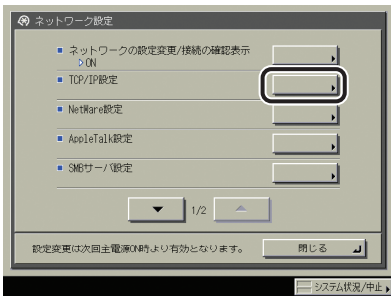 ネットワーク設定
ネットワークの設定変更/接続の確認表示
ON
TCP/IP設定
NetWare設定
AppleTalk設定
SMBサーバ設定
1/2
設定変更は次回主電源ON時より有効となります。
閉じる
システム状況/中止